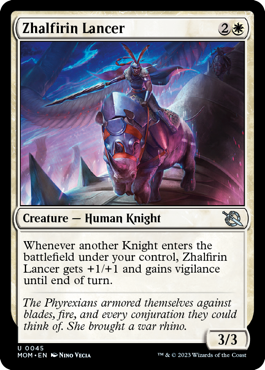 Zhalfirin Lancer 2
Creature — Human Knight
Whenever another Knight enters the
battlefield under your control, Zhalfirin
Lancer gets +1/+1 and gains vigilance
until end of turn.
The Phyrexians armored themselves against
blades, fire, and every conjuration they could
think of. She brought a war rhino.
3/3
U 0045
MOM • EN Nino Vecia
™ & © 2023 Wizards of the Coast